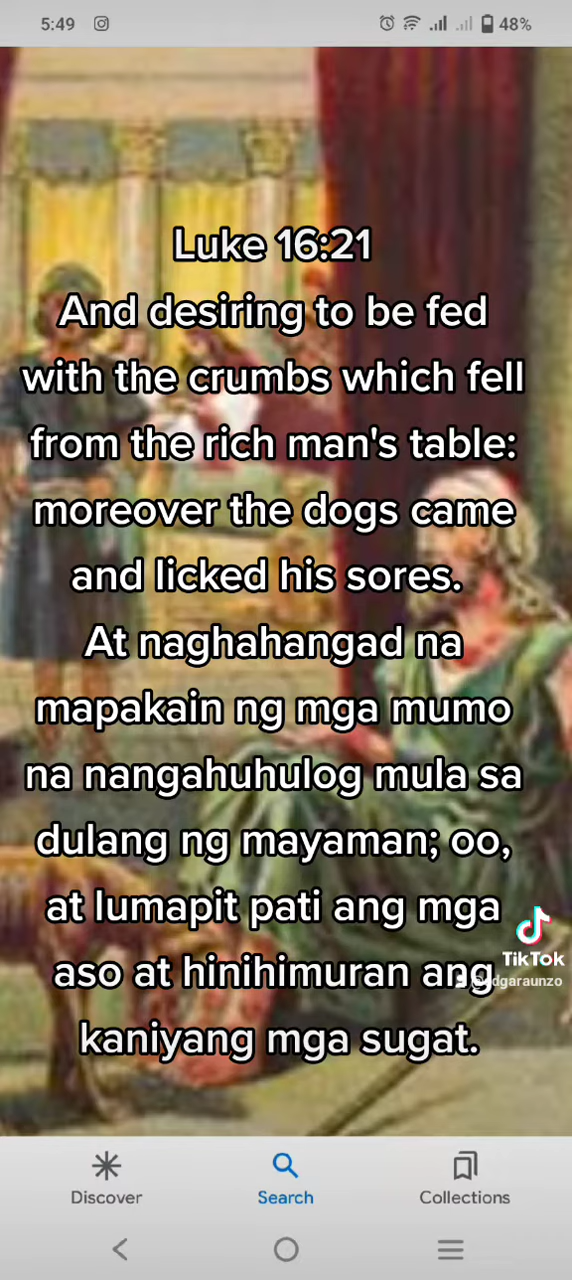 5:49
48%
Luke 16:21
And desiring to be fed
with the crumbs which fell
from the rich man's table:
moreover the dogs came
and licked his sores.
At naghahangad na
mapakain ng mga mumo
na nangahuhulog mula sa
dulang ng mayaman; oo,
at lumapit pati ang mga
aso at hinihimuran ang
kaniyang mga sugat.
TikTok
Discover
Search
Collections